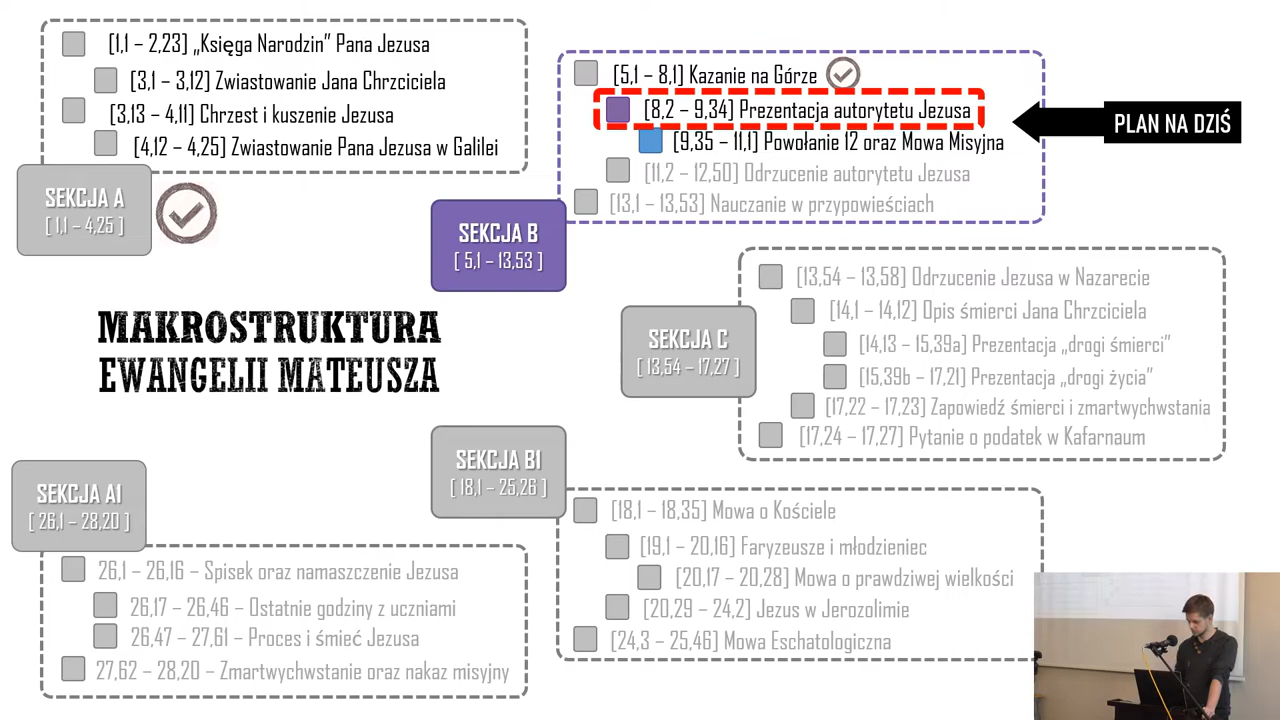 [1,1 – 2,23] „Księga Narodzin” Pana Jezusa
[3,1 – 3,12] Zwiastowanie Jana Chrzciciela
[3,13 – 4,11] Chrzest i kuszenie Jezusa
[4,12 – 4,25] Zwiastowanie Pana Jezusa w Galilei
SEKCJA A
[ 1,1 – 4,25 ]
[5,1 – 8,1] Kazanie na Górze
[8,2 – 9,34] Prezentacja autorytetu Jezusa
PLAN NA DZIŚ
[9,35 – 11,1] Powołanie 12 oraz Mowa Misyjna
[11,2 – 12,50] Odrzucenie autorytetu Jezusa
[13,1 – 13,53] Nauczanie w przypowieściach
SEKCJA B
[ 5,1 – 13,53 ]
MAKROSTRUKTURA
EWANGELII MATEUSZA
SEKCJA C
[ 13,54 – 17,27 ]
[13,54 – 13,58] Odrzucenie Jezusa w Nazarecie
[14,1 – 14,12] Opis śmierci Jana Chrzciciela
[14,13 – 15,39a] Prezentacja „drogi śmierci”
[15,39b – 17,21] Prezentacja „drogi życia”
[17,22 – 17,23] Zapowiedź śmierci i zmartwychwstania
[17,24 – 17,27] Pytanie o podatek w Kafarnaum
SEKCJA B1
[ 18,1 – 25,26 ]
[18,1 – 18,35] Mowa o Kościele
[19,1 – 20,16] Faryzeusze i młodzieniec
[20,17 – 20,28] Mowa o prawdziwej wielkości
[20,29 – 24,2] Jezus w Jerozolimie
[24,3 – 25,46] Mowa Eschatologiczna
SEKCJA A1
[ 26,1 – 28,20 ]
26,1 – 26,16 – Spisek oraz namaszczenie Jezusa
26,17 – 26,46 – Ostatnie godziny z uczniami
26,47 – 27,61 – Proces i śmieć Jezusa
27,62 – 28,20 – Zmartwychwstanie oraz nakaz misyjny